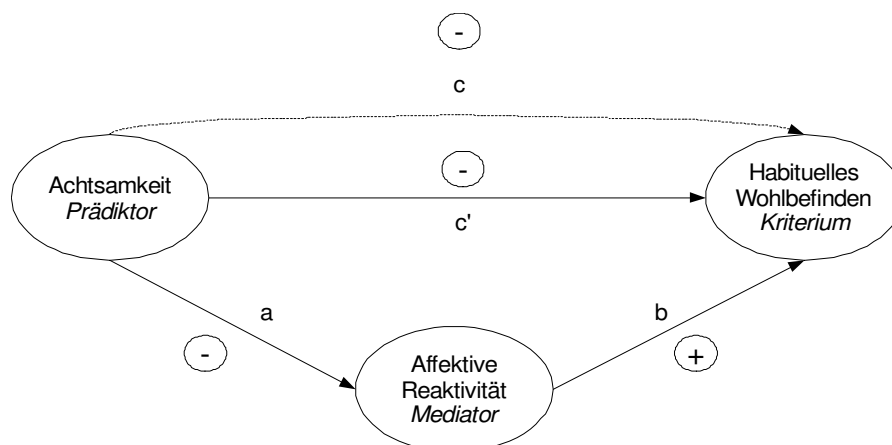 -
c
Achtsamkeit
Prädiktor
-
c'
Habituelles
Wohlbefinden
Kriterium
a
-
b
+
Affektive
Reaktivität
Mediator